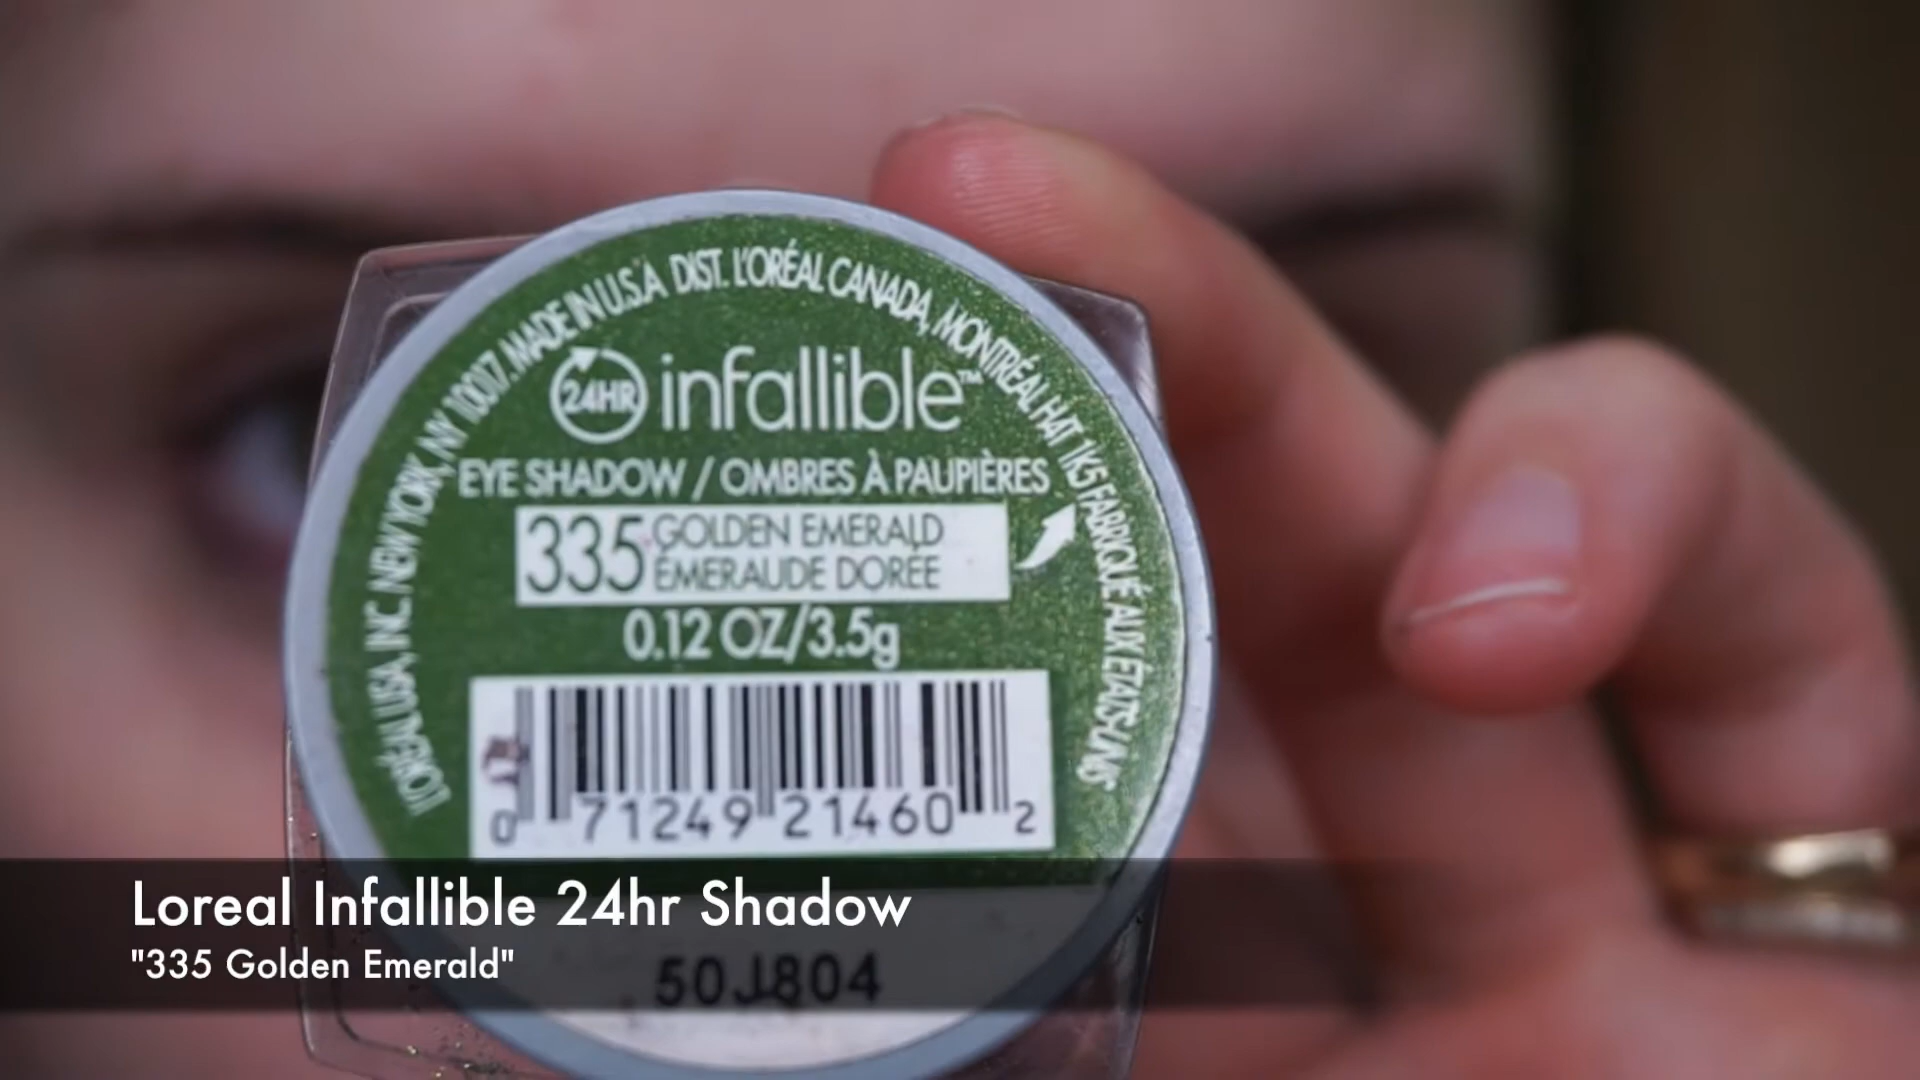 L'ORÉAL USA, INC. NEW YORK, NY 10017. MADE IN U.S.A DIST. L'ORÉAL CANADA, MONTRÉAL H4T 1K5 FABRIQUÉ AUX ÉTATS-UNIS
24HR infallible™
EYE SHADOW / OMBRES À PAUPIÈRES
335 GOLDEN EMERALD
ÉMERAUDE DORÉE
0.12 OZ/3.5g
0 71249 21460 2
Loreal Infallible 24hr Shadow
"335 Golden Emerald"
50J804